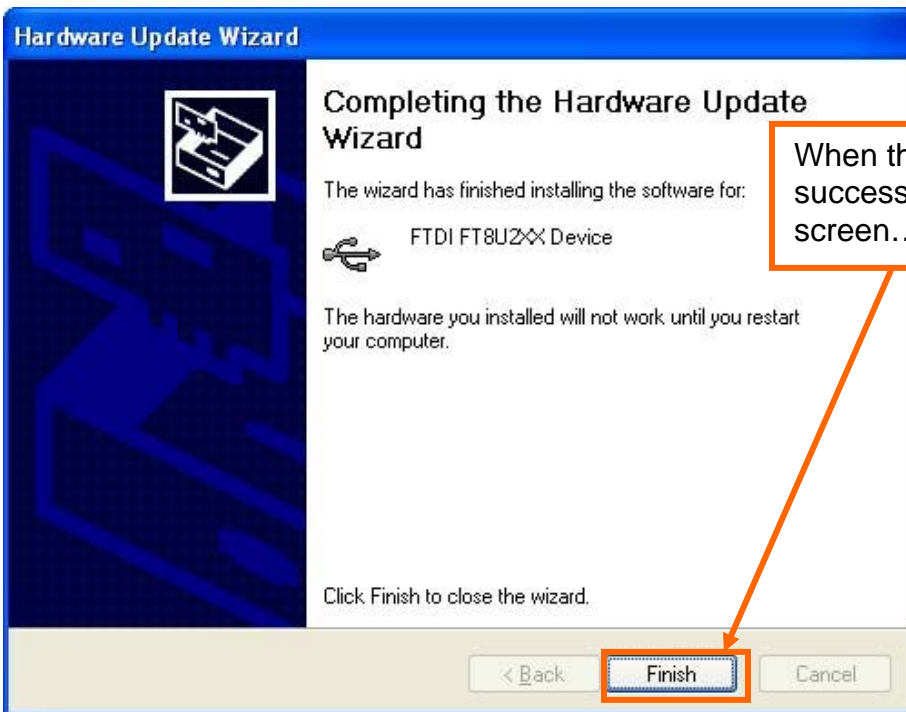 Hardware Update Wizard
Completing the Hardware Update
Wizard
The wizard has finished installing the software for:
FTDI FT8U2XX Device
The hardware you installed will not work until you restart
your computer.
Click Finish to close the wizard.
When
success
screen..
< Back
Finish
Cancel